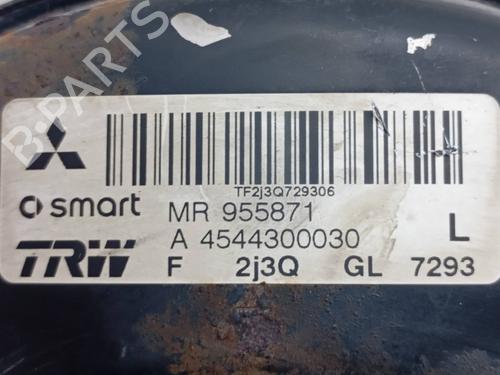 B-PARTS
TF2j3Q729306
smart MR 955871
A 4544300030 L
TRW F 2j3Q GL 7293